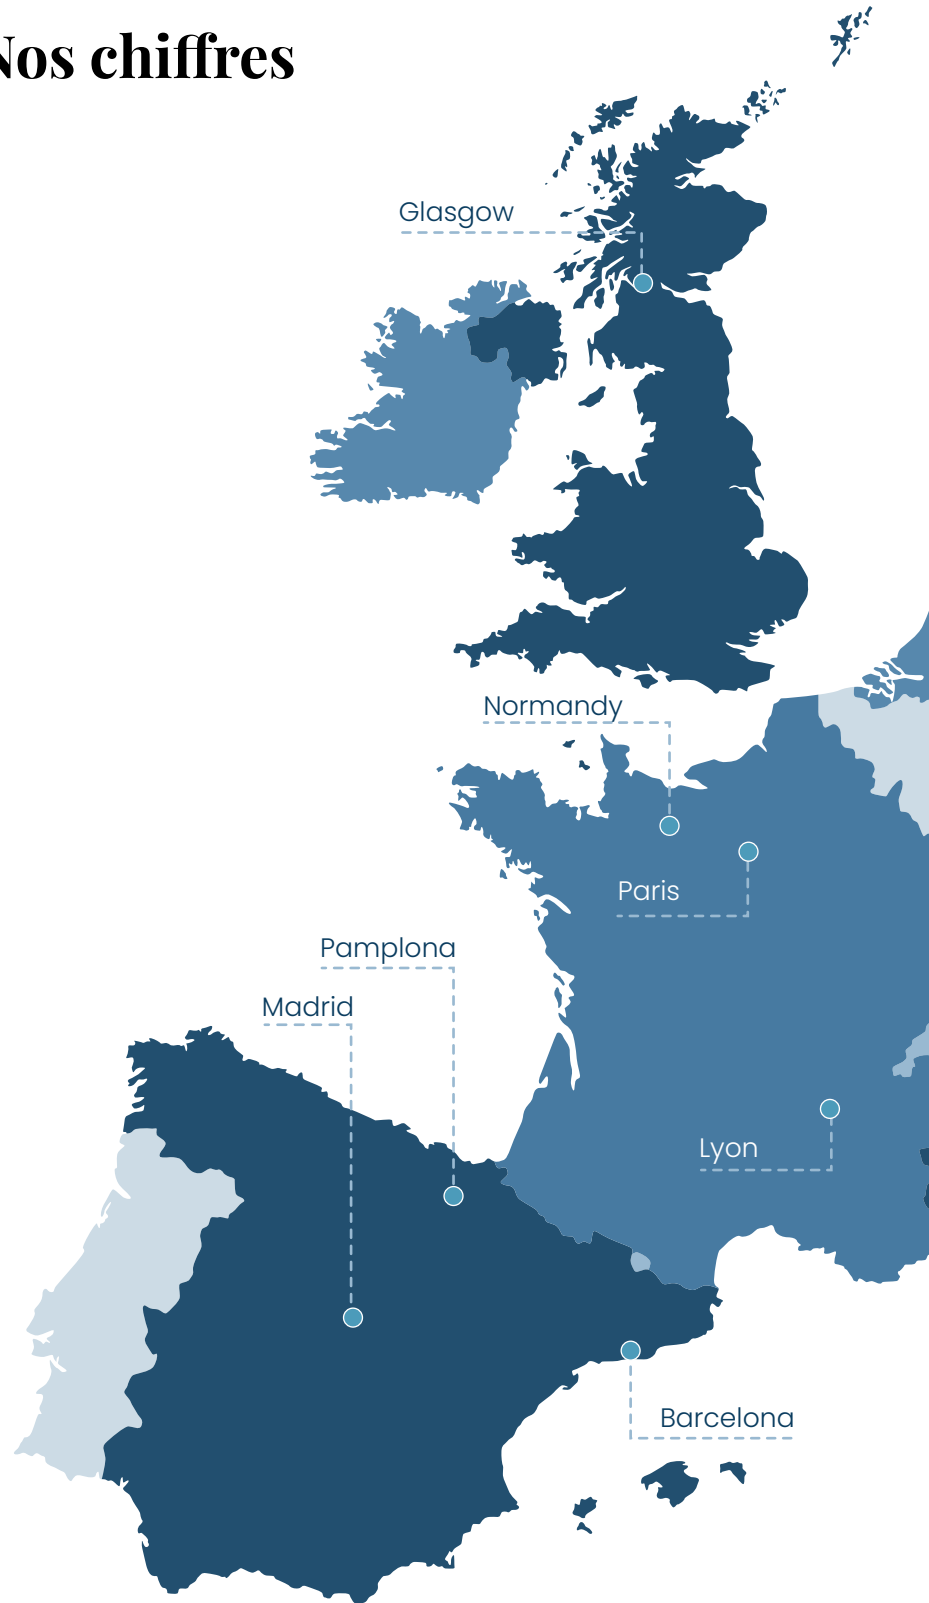 Nos chiffres
Glasgow
Normandy
Paris
Pamplona
Madrid
Lyon
Barcelona